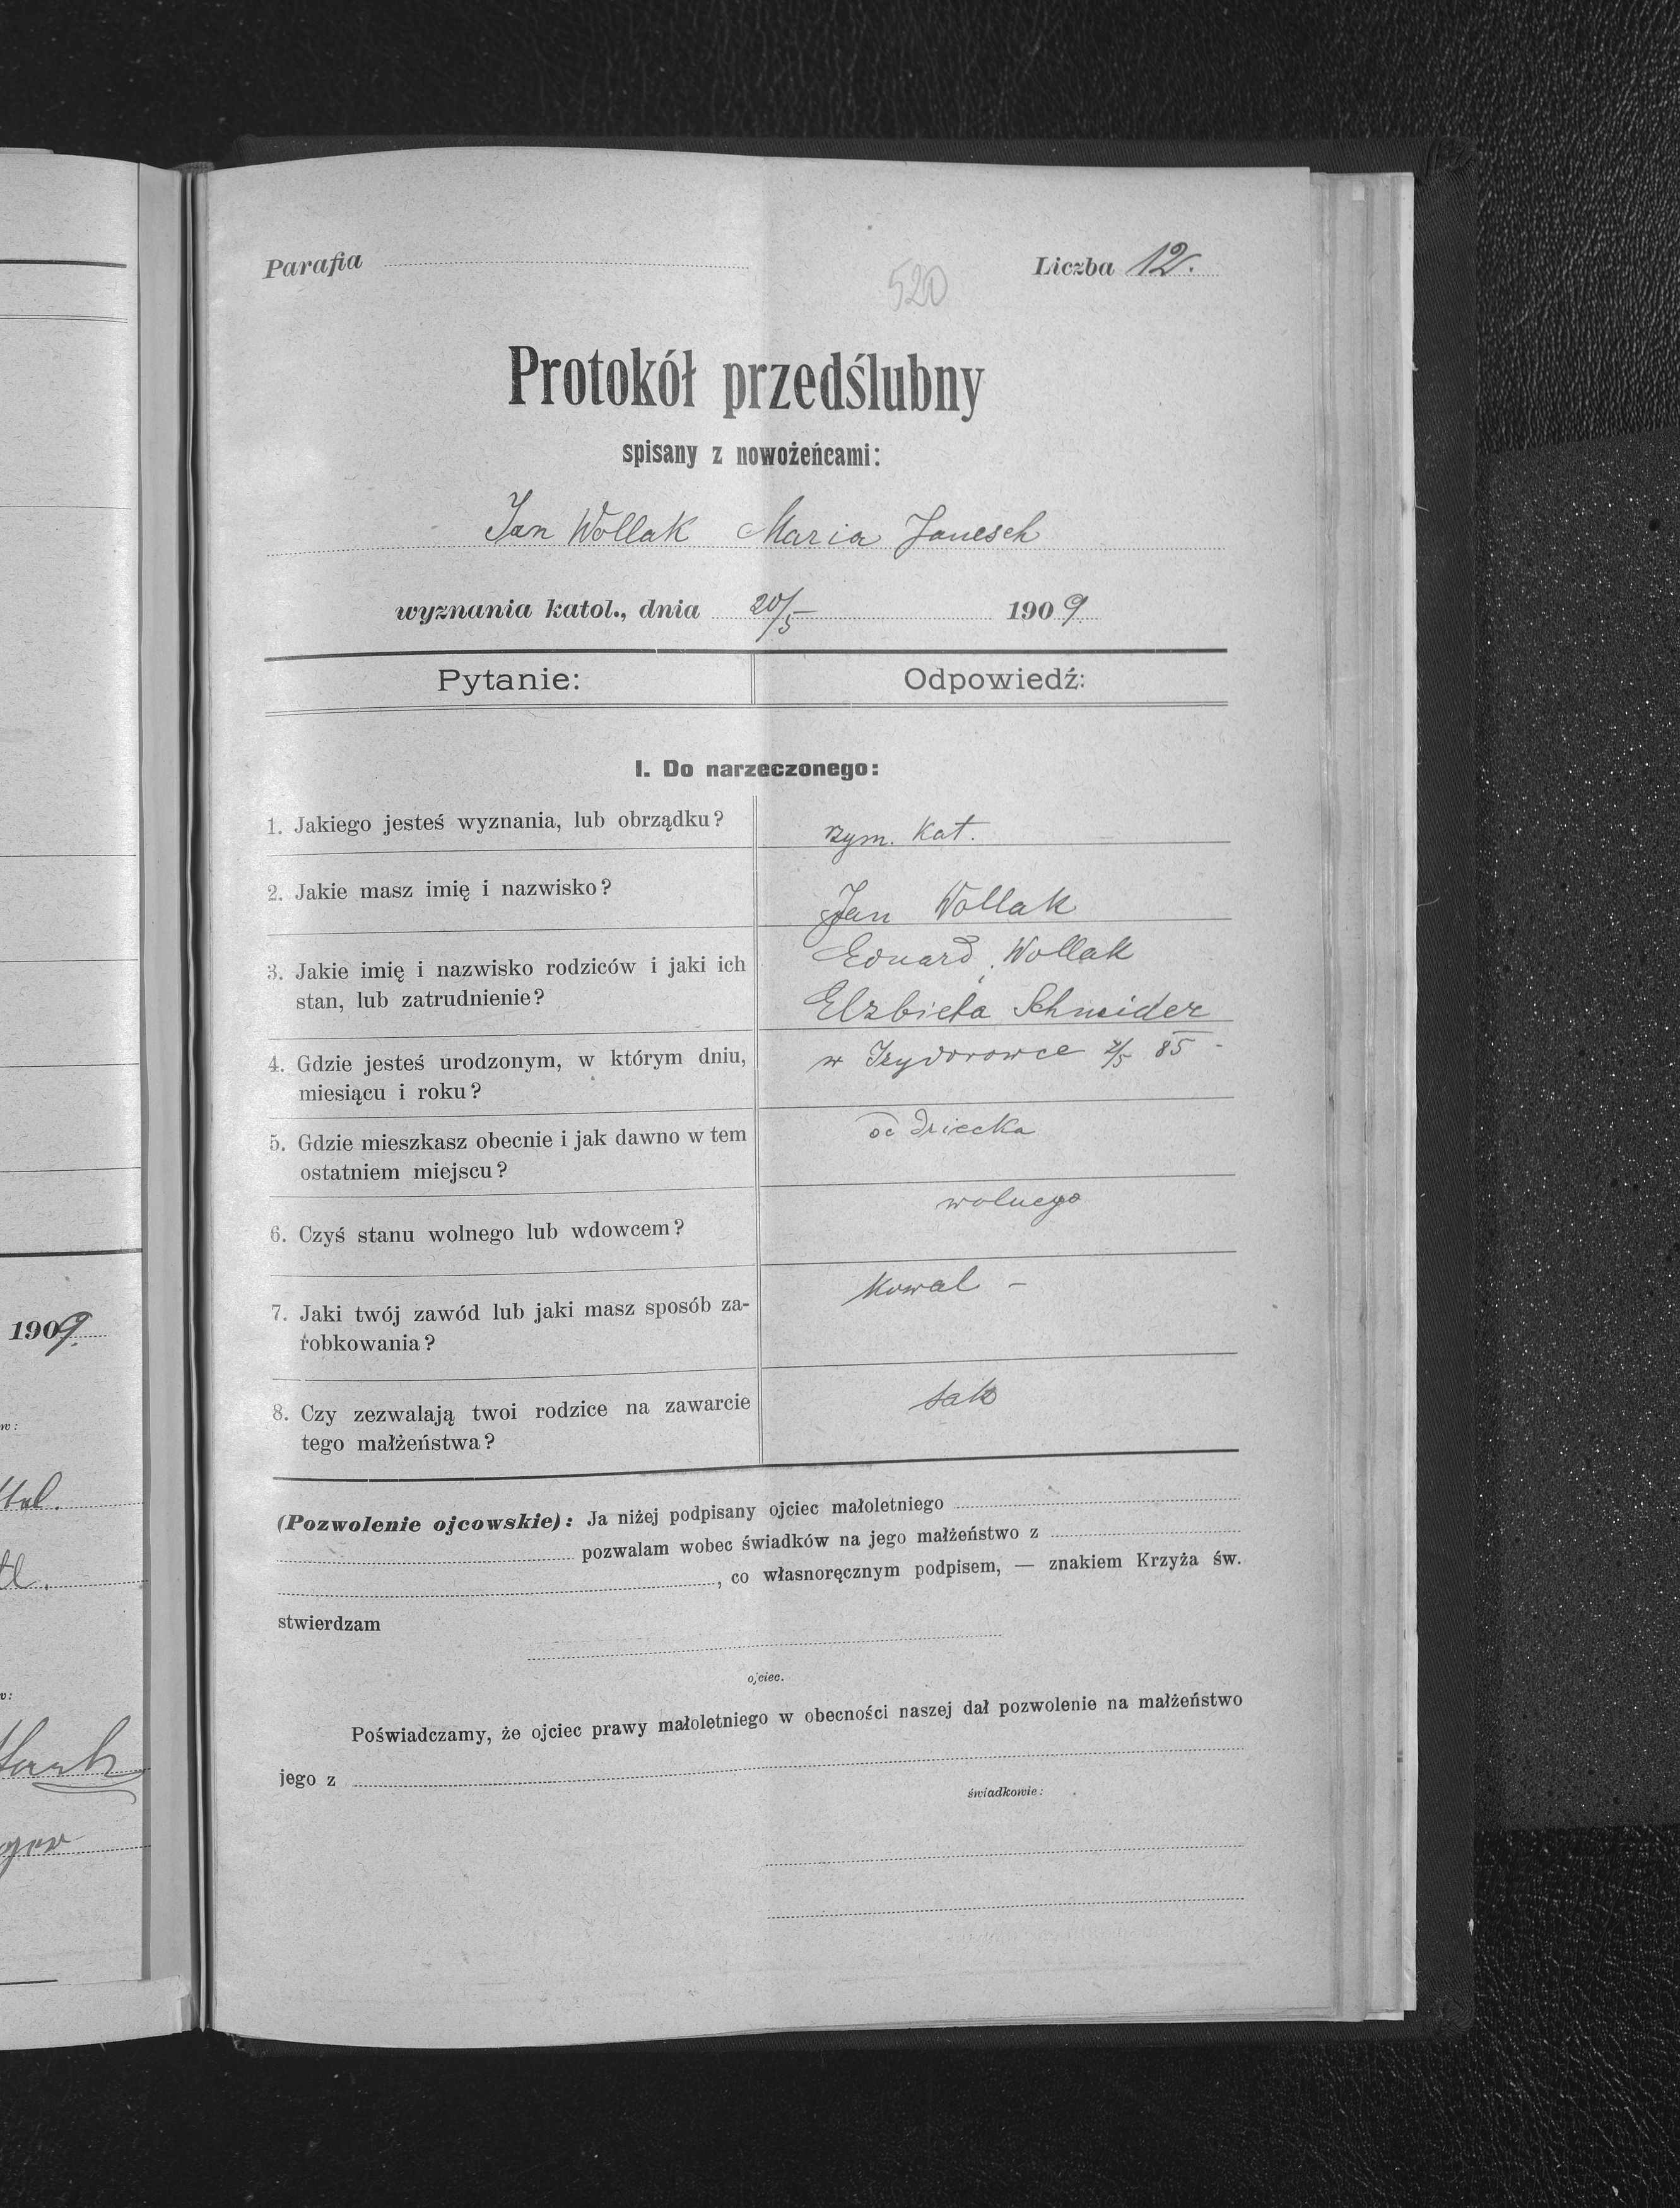 Parafia
Liczba 12.
520
Protokół przedślubny
spisany z nowożeńcami:
Jan Wollak Maria Janesch
wyznania katol., dnia 20/5 1909
Pytanie: Odpowiedź:
I. Do narzeczonego:
1. Jakiego jesteś wyznania, lub obrządku?
rzym. Kat.
2. Jakie masz imię i nazwisko?
Jan Wollak
3. Jakie imię i nazwisko rodziców i jaki ich
stan, lub zatrudnienie?
Eduard Wollak
i
Elzbieta Schneider
4. Gdzie jesteś urodzonym, w którym dniu,
miesiącu i roku?
w Izydorowce 2/5 85 -
5. Gdzie mieszkasz obecnie i jak dawno w tem
ostatniem miejscu?
od dziecka
6. Czyś stanu wolnego lub wdowcem?
wolnego
7. Jaki twój zawód lub jaki masz sposób za-
robkowania?
Kowal -
8. Czy zezwalają twoi rodzice na zawarcie
tego małżeństwa?
tak
(Pozwolenie ojcowskie): Ja niżej podpisany ojciec małoletniego
pozwalam wobec świadków na jego małżeństwo z
, co własnoręcznym podpisem, — znakiem Krzyża św.
stwierdzam
ojciec.
Poświadczamy, że ojciec prawy małoletniego w obecności naszej dał pozwolenie na małżeństwo
jego z
świadkowie:
1909